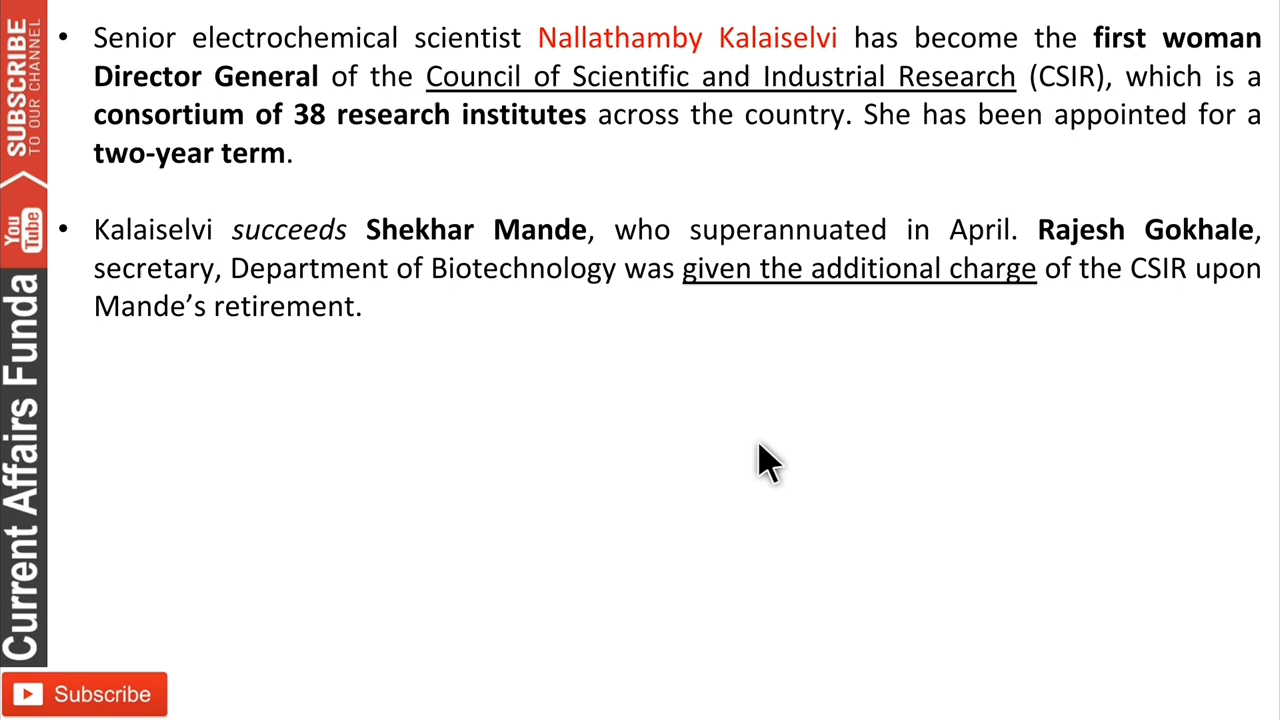 SUBSCRIBE
TO OUR CHANNEL
You
Tube
Current Affairs Funda
• Senior electrochemical scientist Nallathamby Kalaiselvi has become the first woman
Director General of the Council of Scientific and Industrial Research (CSIR), which is a
consortium of 38 research institutes across the country. She has been appointed for a
two-year term.
• Kalaiselvi succeeds Shekhar Mande, who superannuated in April. Rajesh Gokhale,
secretary, Department of Biotechnology was given the additional charge of the CSIR upon
Mande’s retirement.
Subscribe